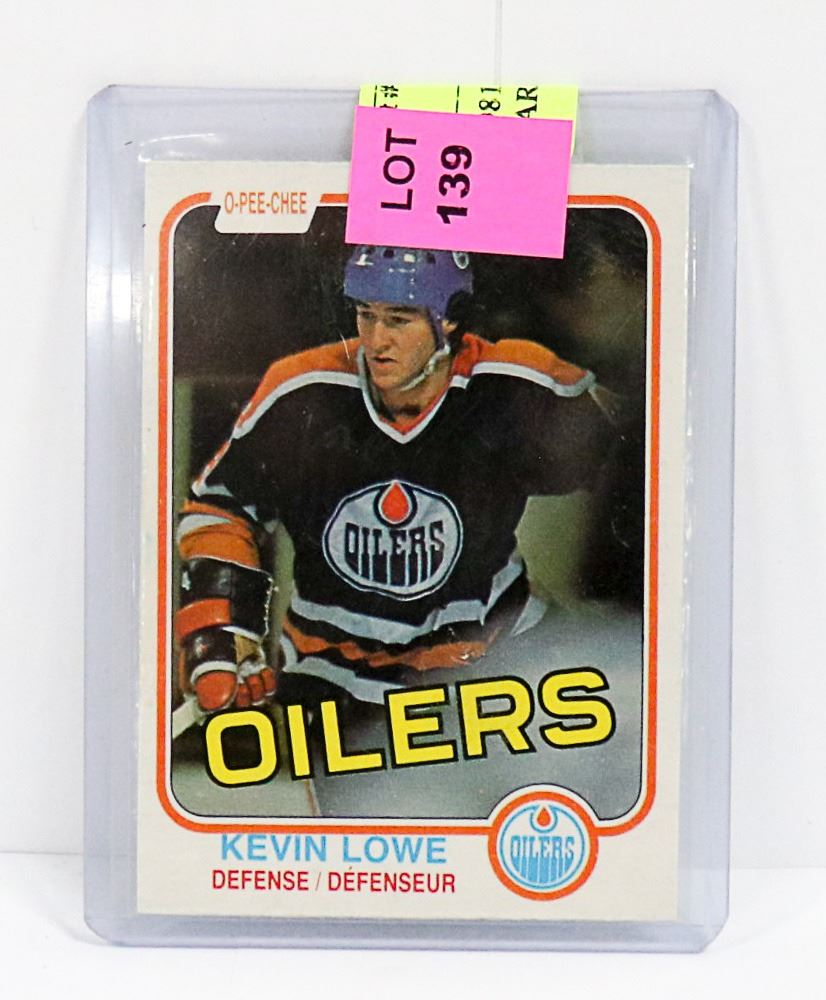 LOT
139
O-PEE-CHEE
OILERS
OILERS
KEVIN LOWE
OILERS
DEFENSE / DÉFENSEUR